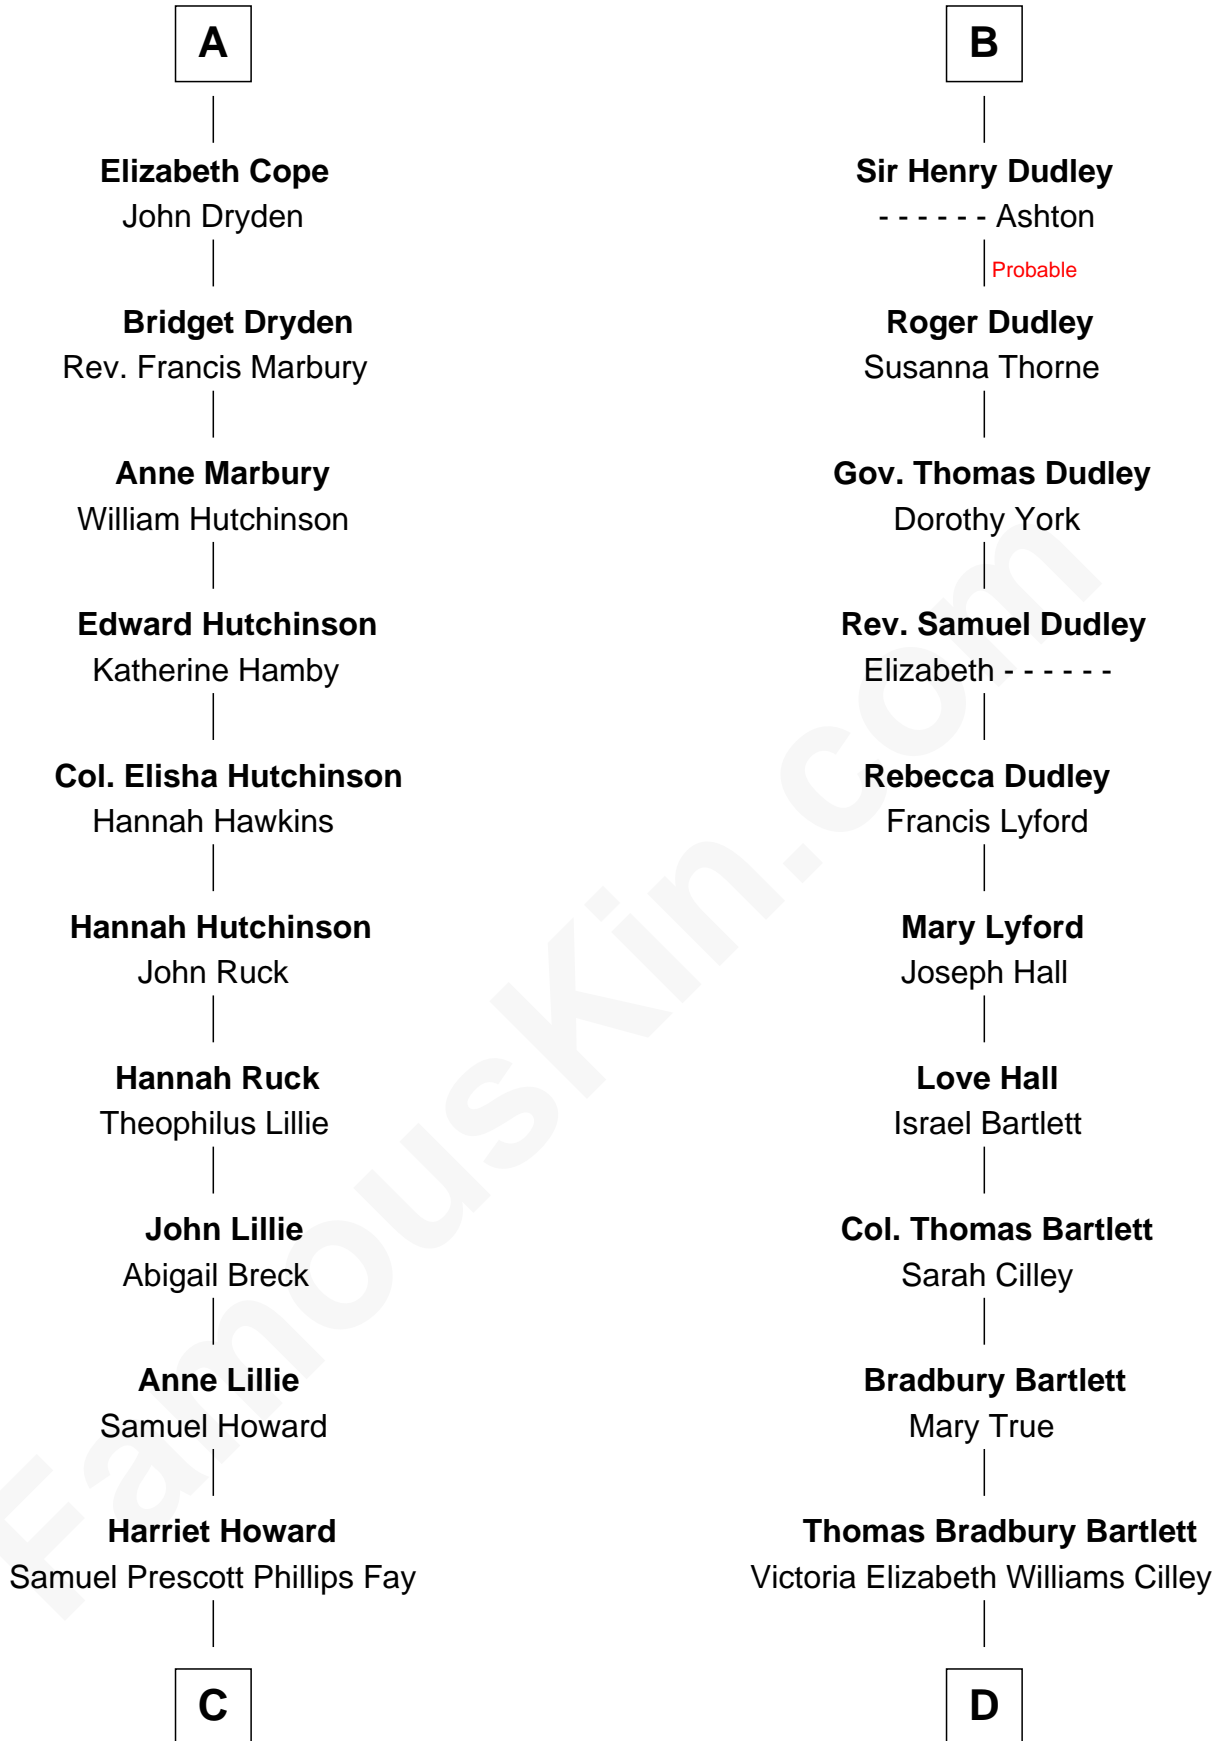 A
Elizabeth Cope
John Dryden
Bridget Dryden
Rev. Francis Marbury
Anne Marbury
William Hutchinson
Edward Hutchinson
Katherine Hamby
Col. Elisha Hutchinson
Hannah Hawkins
Hannah Hutchinson
John Ruck
Hannah Ruck
Theophilus Lillie
John Lillie
Abigail Breck
Anne Lillie
Samuel Howard
Harriet Howard
Samuel Prescott Phillips Fay
C
B
Sir Henry Dudley
- - - - - - Ashton
Probable
Roger Dudley
Susanna Thorne
Gov. Thomas Dudley
Dorothy York
Rev. Samuel Dudley
Elizabeth - - - - - -
Rebecca Dudley
Francis Lyford
Mary Lyford
Joseph Hall
Love Hall
Israel Bartlett
Col. Thomas Bartlett
Sarah Cilley
Bradbury Bartlett
Mary True
Thomas Bradbury Bartlett
Victoria Elizabeth Williams Cilley
D
FamousKin.com